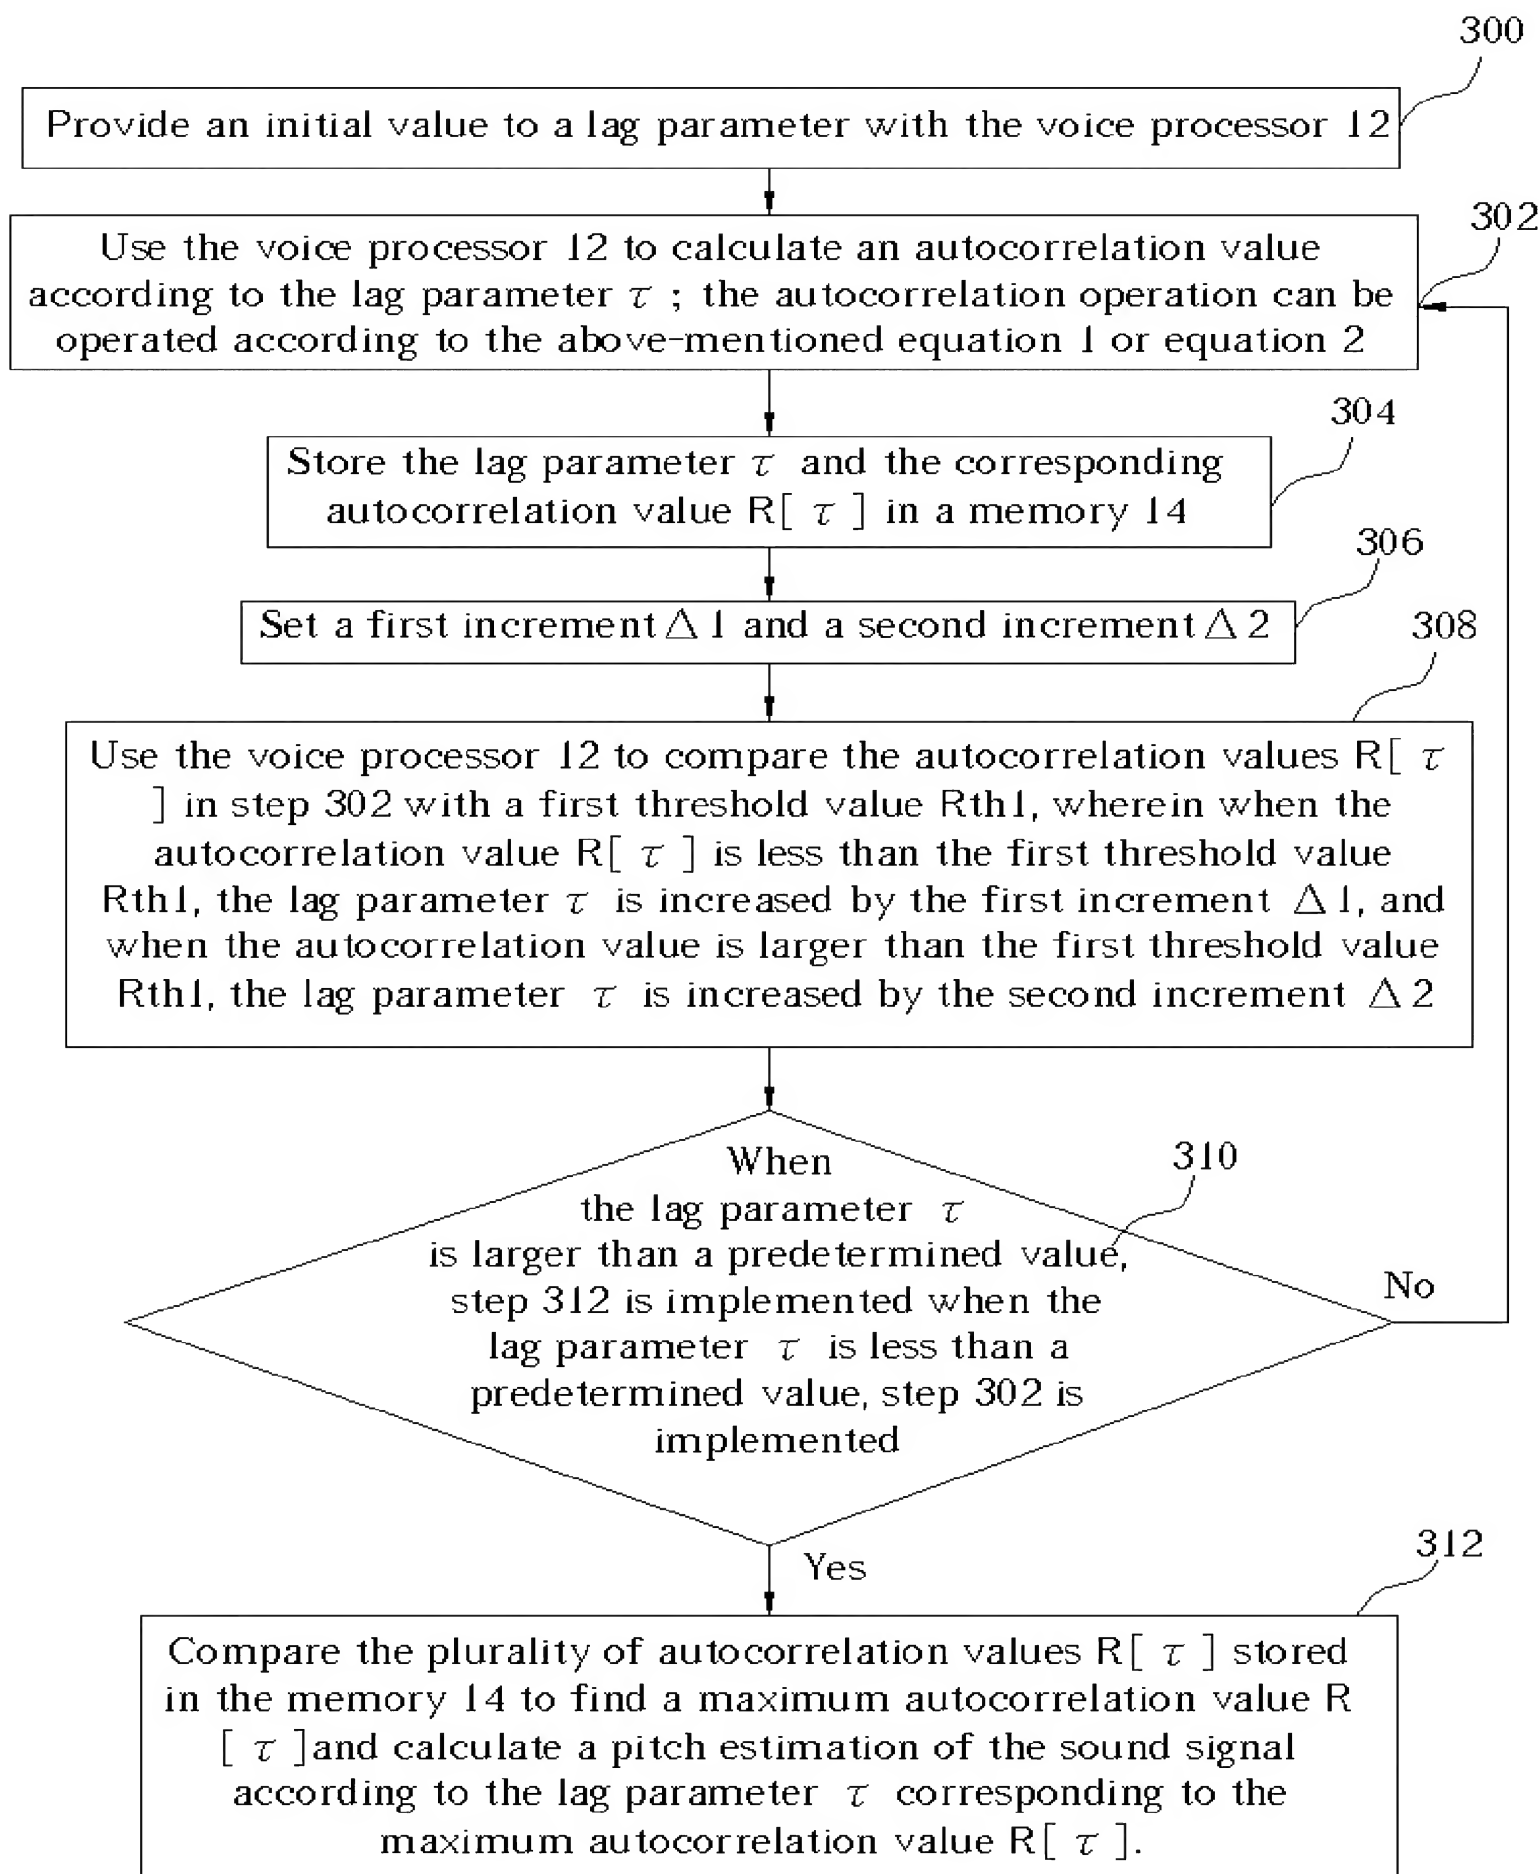 300
Provide an initial value to a lag parameter with the voice processor 12
302
Use the voice processor 12 to calculate an autocorrelation value
according to the lag parameter τ ; the autocorrelation operation can be
operated according to the above-mentioned equation 1 or equation 2
304
Store the lag parameter τ and the corresponding
autocorrelation value R[ τ ] in a memory 14
306
Set a first increment △ 1 and a second increment △ 2
308
Use the voice processor 12 to compare the autocorrelation values R[ τ
] in step 302 with a first threshold value Rth1, wherein when the
autocorrelation value R[ τ ] is less than the first threshold value
Rth1, the lag parameter τ is increased by the first increment △ 1, and
when the autocorrelation value is larger than the first threshold value
Rth1, the lag parameter τ is increased by the second increment △ 2
310
When
the lag parameter τ
is larger than a predetermined value,
step 312 is implemented when the
lag parameter τ is less than a
predetermined value, step 302 is
implemented
No
Yes
312
Compare the plurality of autocorrelation values R[ τ ] stored
in the memory 14 to find a maximum autocorrelation value R
[ τ ]and calculate a pitch estimation of the sound signal
according to the lag parameter τ corresponding to the
maximum autocorrelation value R[ τ ].